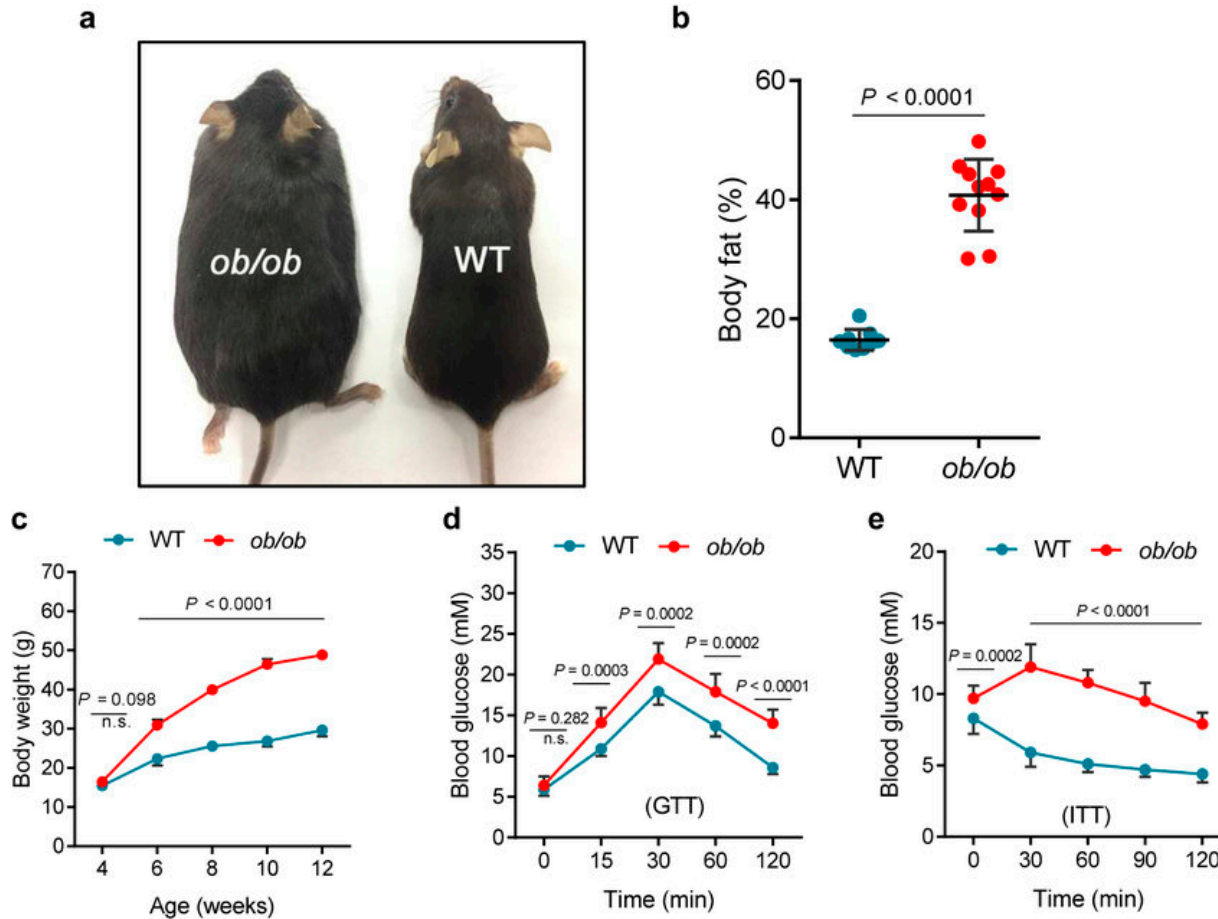 a
ob/ob
WT
b
Body fat (%)
60
40
20
0
P < 0.0001
WT
ob/ob
c
WT
ob/ob
Body weight (g)
70
60
50
40
30
20
10
0
P < 0.0001
P = 0.098
n.s.
4 6 8 10 12
Age (weeks)
d
WT
ob/ob
Blood glucose (mM)
35
30
25
20
15
10
5
0
P = 0.282
n.s.
P = 0.0003
P = 0.0002
P = 0.0002
P < 0.0001
(GTT)
0 15 30 60 120
Time (min)
e
WT
ob/ob
Blood glucose (mM)
20
15
10
5
0
P = 0.0002
P < 0.0001
(ITT)
0 30 60 90 120
Time (min)